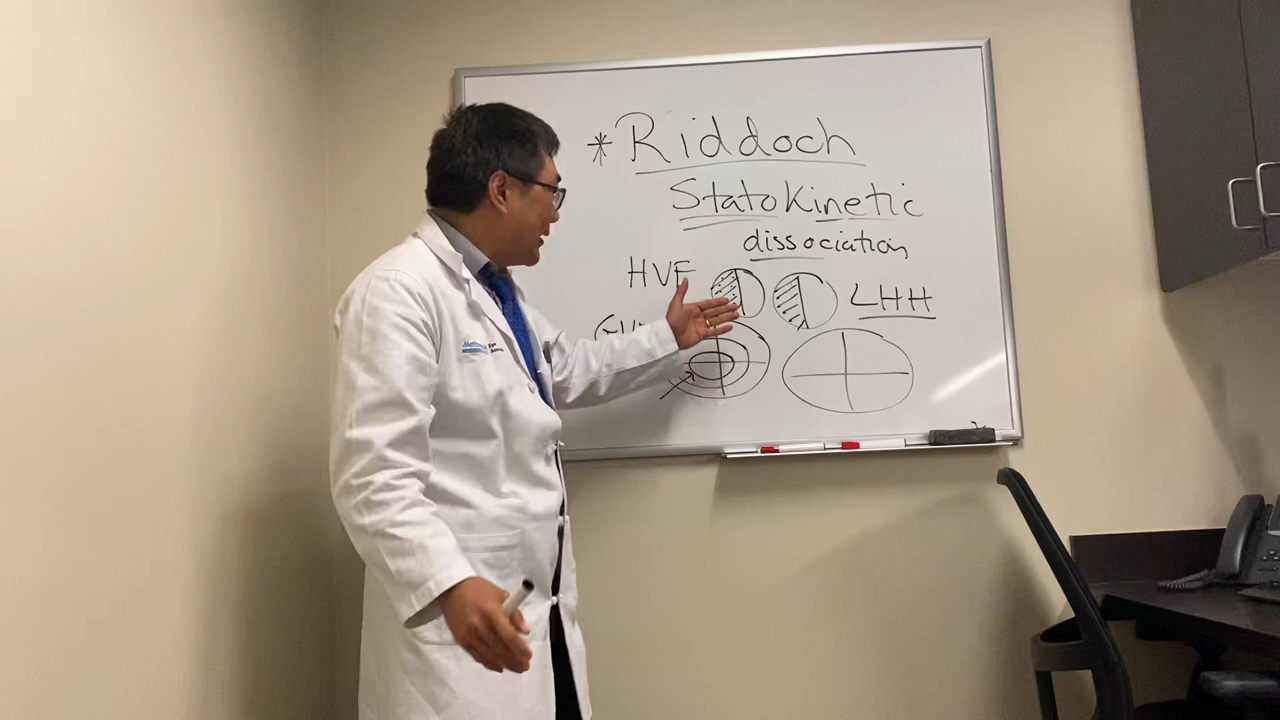 * Riddoch
StatoKinetic
dissociation
HVF
LHH